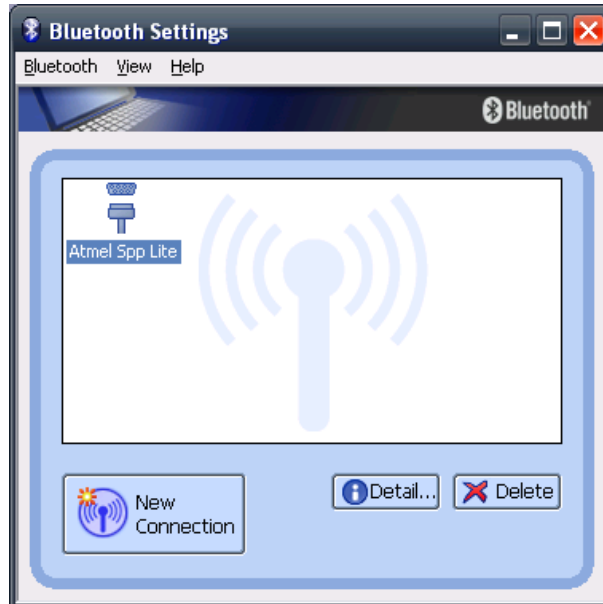 Bluetooth Settings
Bluetooth View Help
Bluetooth
Atmel Spp Lite
New
Connection
Detail...
Delete